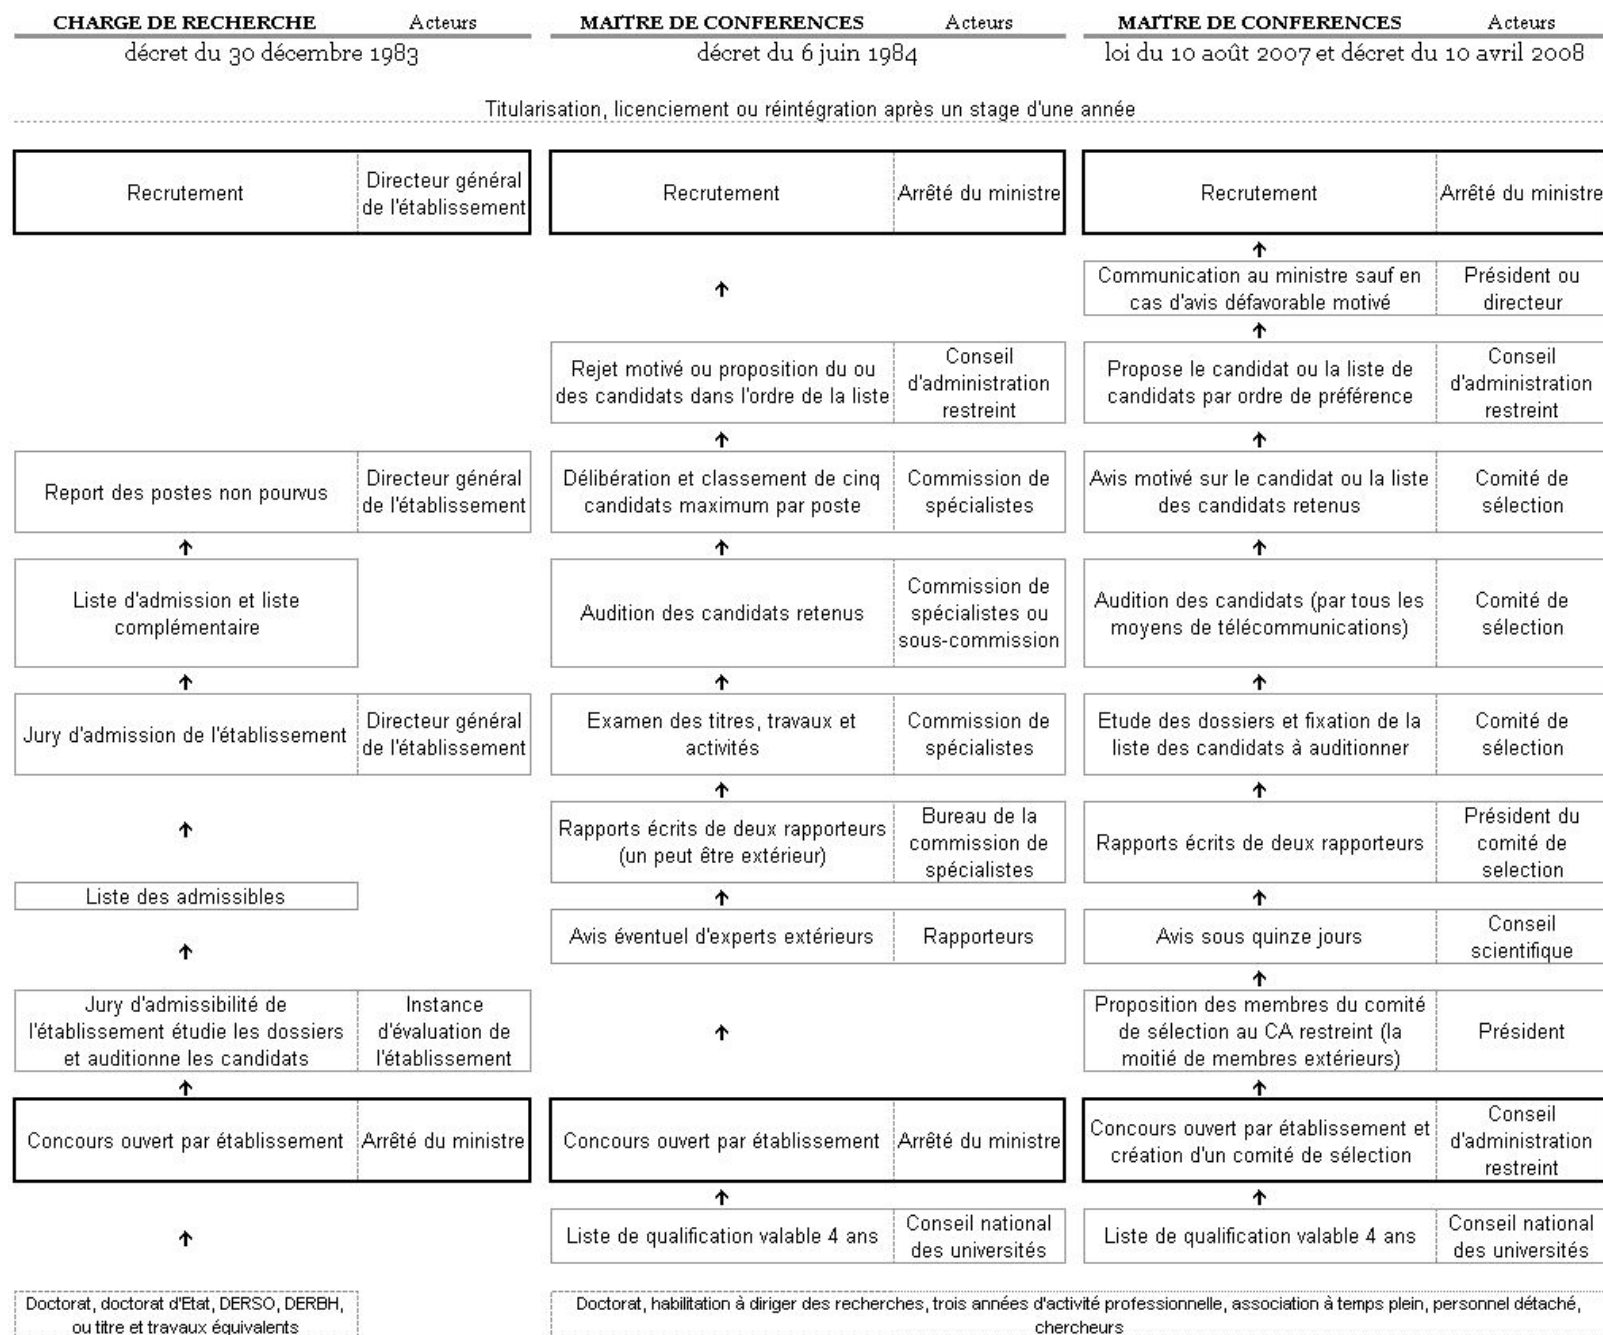 CHARGE DE RECHERCHE Acteurs
décret du 30 décembre 1983
MAITRE DE CONFERENCES Acteurs
décret du 6 juin 1984
MAITRE DE CONFERENCES Acteurs
loi du 10 août 2007 et décret du 10 avril 2008
Titularisation, licenciement ou réintégration après un stage d'une année
Recrutement
Directeur général
de l'établissement
Recrutement
Arrêté du ministre
Recrutement
Arrêté du ministre
↑
Communication au ministre sauf en
cas d'avis défavorable motivé
Président ou
directeur
↑
↑
Rejet motivé ou proposition du ou
des candidats dans l'ordre de la liste
Conseil
d'administration
restreint
Propose le candidat ou la liste de
candidats par ordre de préférence
Conseil
d'administration
restreint
↑
↑
Report des postes non pourvus
Directeur général
de l'établissement
Délibération et classement de cinq
candidats maximum par poste
Commission de
spécialistes
Avis motivé sur le candidat ou la liste
des candidats retenus
Comité de
sélection
↑
↑
↑
Liste d'admission et liste
complémentaire
Audition des candidats retenus
Commission de
spécialistes ou
sous-commission
Audition des candidats (par tous les
moyens de télécommunications)
Comité de
sélection
↑
↑
↑
Jury d'admission de l'établissement
Directeur général
de l'établissement
Examen des titres, travaux et
activités
Commission de
spécialistes
Etude des dossiers et fixation de la
liste des candidats à auditionner
Comité de
sélection
↑
↑
↑
Rapports écrits de deux rapporteurs
(un peut être extérieur)
Bureau de la
commission de
spécialistes
Rapports écrits de deux rapporteurs
Président du
comité de
selection
Liste des admissibles
↑
↑
↑
Avis éventuel d'experts extérieurs
Rapporteurs
Avis sous quinze jours
Conseil
scientifique
↑
Jury d'admissibilité de
l'établissement étudie les dossiers
et auditionne les candidats
Instance
d'évaluation de
l'établissement
↑
Proposition des membres du comité
de sélection au CA restreint (la
moitié de membres extérieurs)
Président
↑
↑
Concours ouvert par établissement
Arrêté du ministre
Concours ouvert par établissement
Arrêté du ministre
Concours ouvert par établissement et
création d'un comité de sélection
Conseil
d'administration
restreint
↑
↑
↑
Liste de qualification valable 4 ans
Conseil national
des universités
Liste de qualification valable 4 ans
Conseil national
des universités
Doctorat, doctorat d'Etat, DERSO, DERBH,
ou titre et travaux équivalents
Doctorat, habilitation à diriger des recherches, trois années d'activité professionnelle, association à temps plein, personnel détaché,
chercheurs